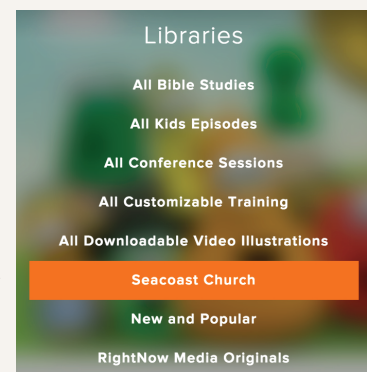 Libraries
All Bible Studies
All Kids Episodes
All Conference Sessions
All Customizable Training
All Downloadable Video Illustrations
Seacoast Church
New and Popular
RightNow Media Originals